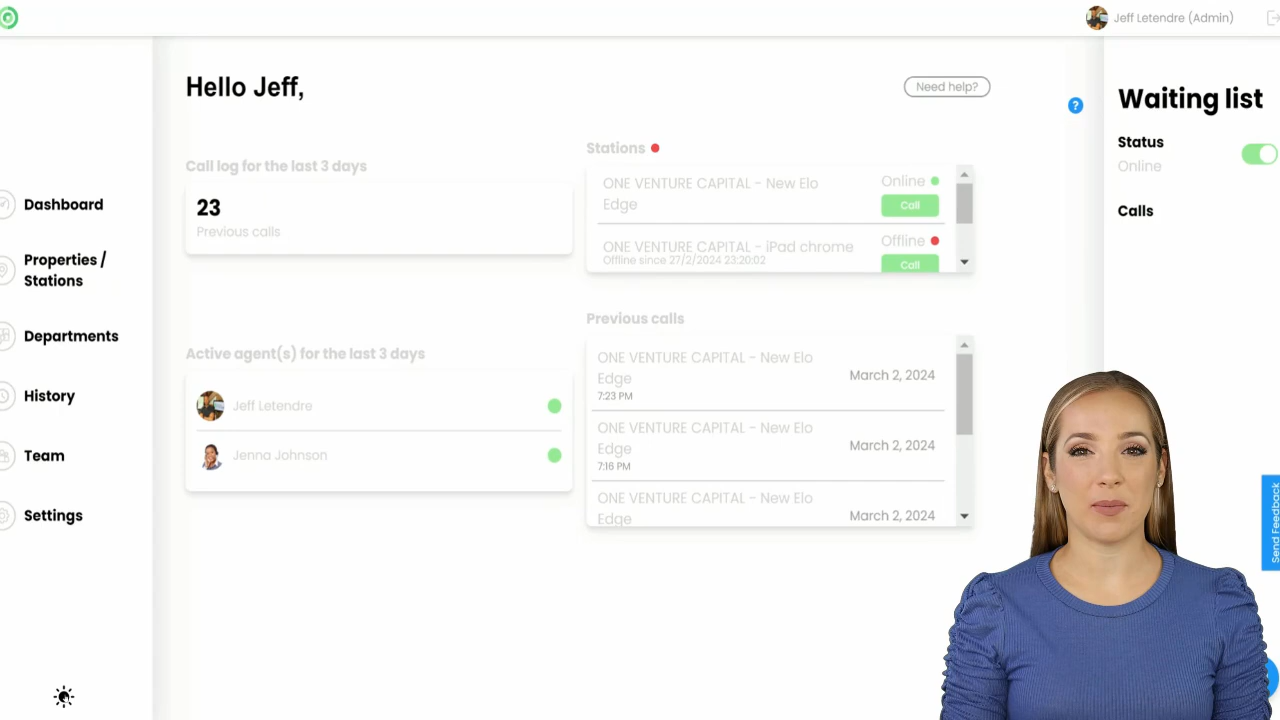 Jeff Letendre (Admin)
Hello Jeff,
Need help?
?
Waiting list
Status
Online
Calls
Dashboard
Properties /
Stations
Departments
History
Team
Settings
Call log for the last 3 days
23
Previous calls
Stations
ONE VENTURE CAPITAL - New Elo
Edge
Online
Call
ONE VENTURE CAPITAL - iPad chrome
Offline since 27/2/2024 23:20:02
Offline
Call
Active agent(s) for the last 3 days
Jeff Letendre
Jenna Johnson
Previous calls
ONE VENTURE CAPITAL - New Elo
Edge
7:23 PM
March 2, 2024
ONE VENTURE CAPITAL - New Elo
Edge
7:16 PM
March 2, 2024
ONE VENTURE CAPITAL - New Elo
Edge
March 2, 2024
Send Feedback